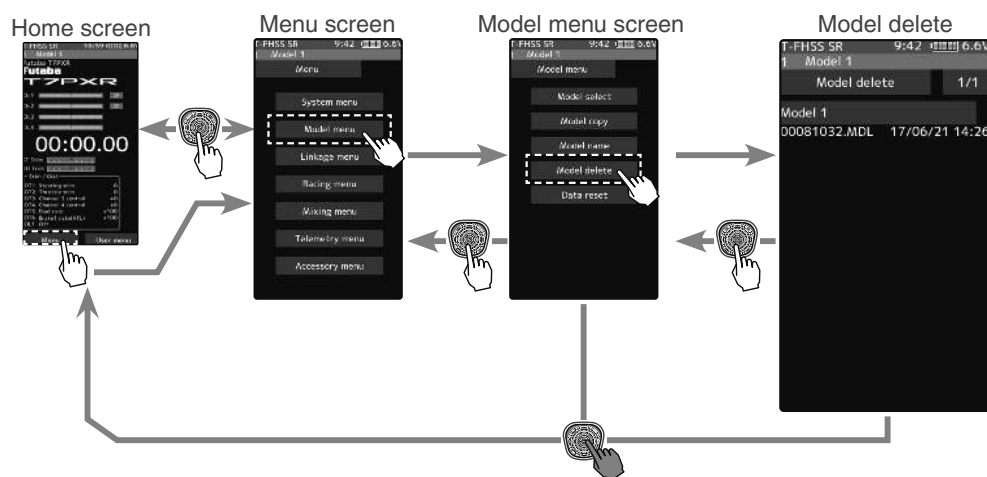 Home screen
Menu screen
Model menu screen
Model delete
T-FHSS SR
Model 1
Futaba T7PXR
Futaba
T7PXR
00:00.00
Menu
User menu
T-FHSS SR 9:42 6.6V
1 Model 1
Menu
System menu
Model menu
Linkage menu
Racing menu
Mixing menu
Telemetry menu
Accessory menu
T-FHSS SR 9:42 6.6V
1 Model 1
Model menu
Model select
Model copy
Model name
Model delete
Data reset
T-FHSS SR 9:42 6.6V
1 Model 1
Model delete 1/1
Model 1
00081032.MDL 17/06/21 14:26